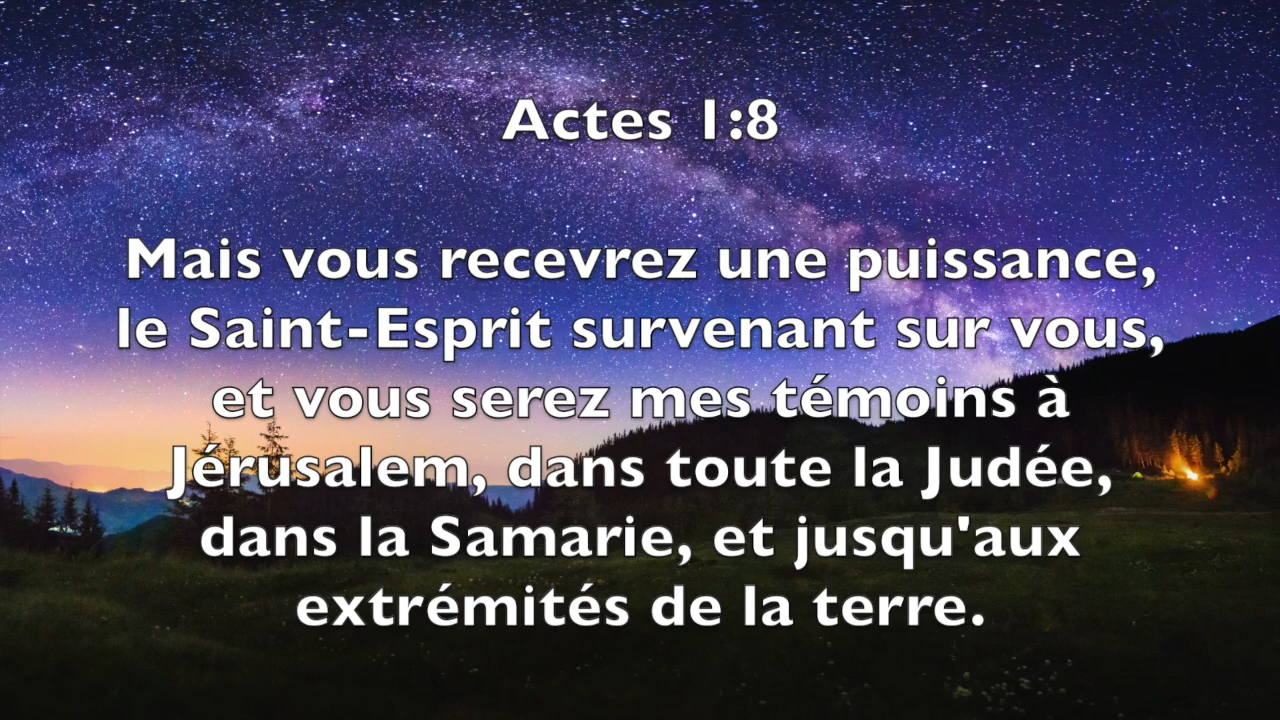 Actes 1:8
Mais vous recevrez une puissance,
le Saint-Esprit survenant sur vous,
et vous serez mes témoins à
Jérusalem, dans toute la Judée,
dans la Samarie, et jusqu'aux
extrémités de la terre.